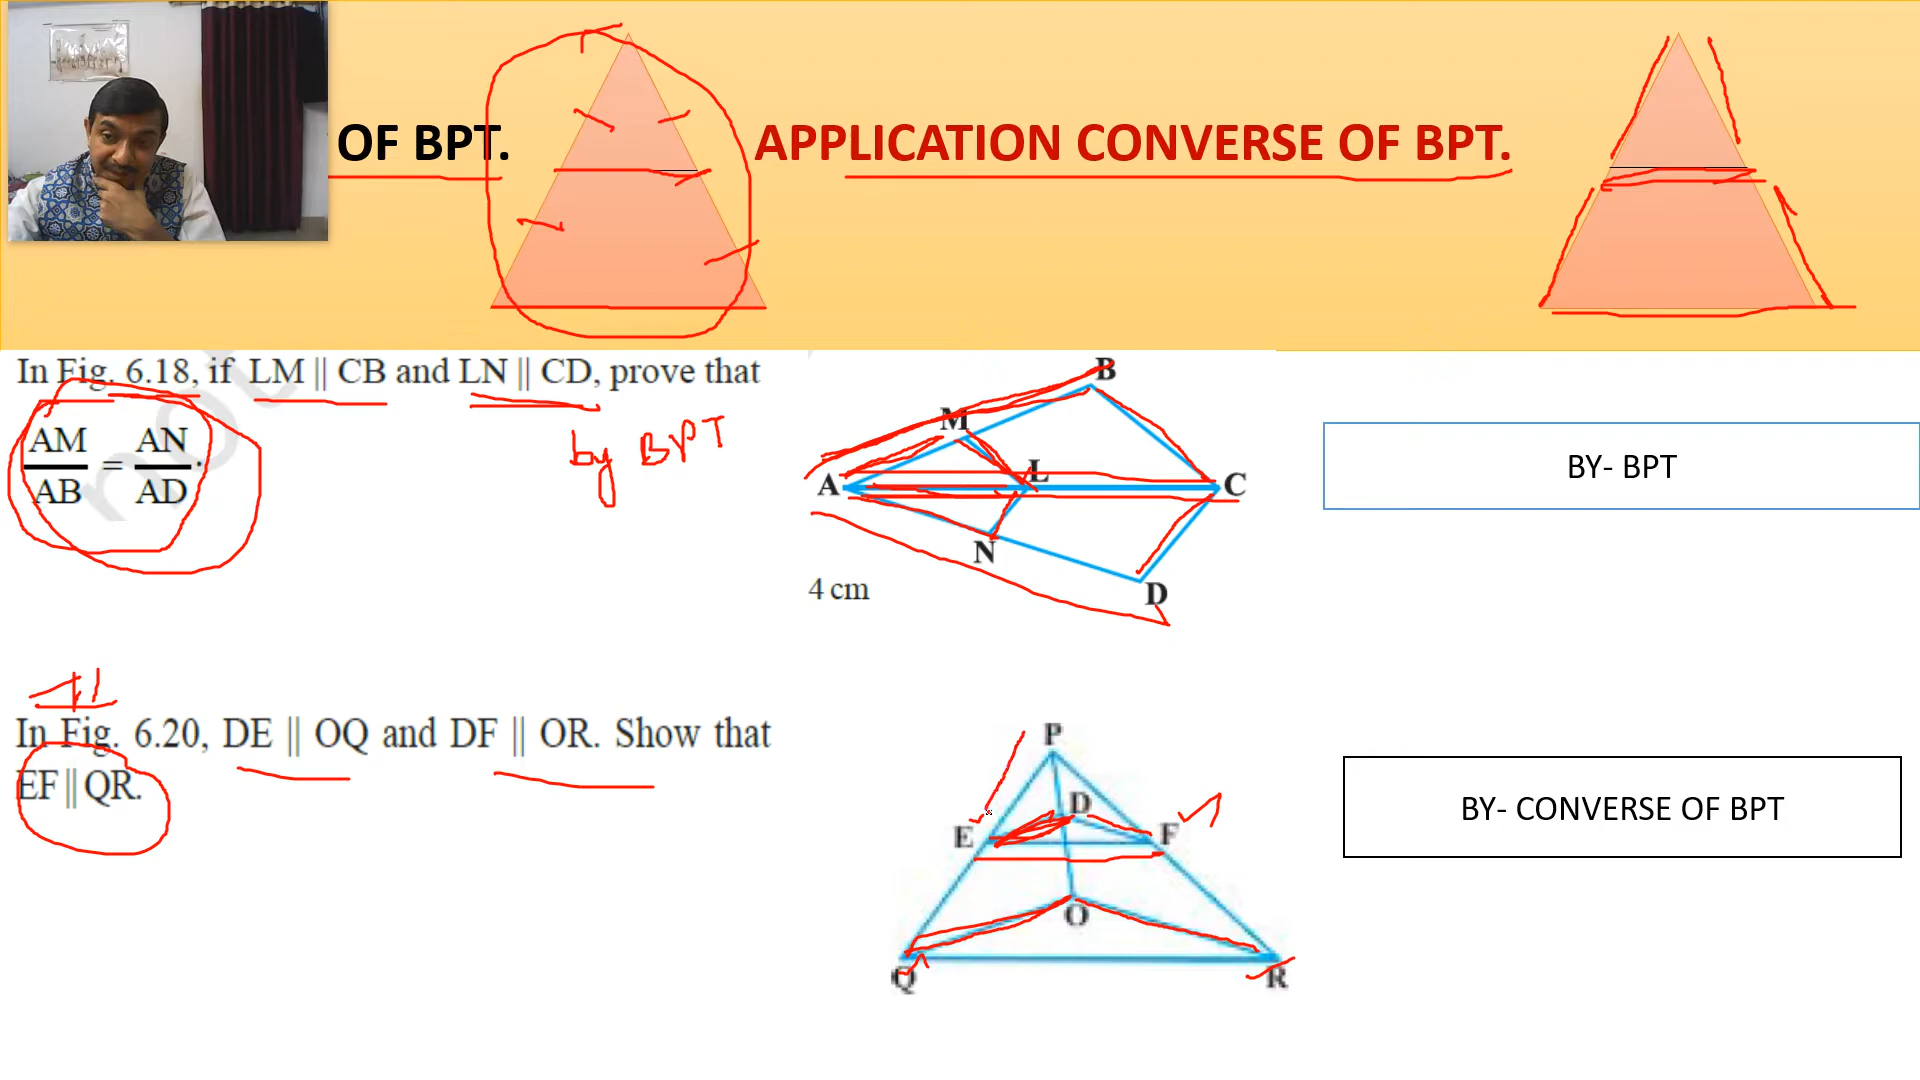 OF BPT.
APPLICATION CONVERSE OF BPT.
In Fig. 6.18, if LM || CB and LN || CD, prove that
AM/AB = AN/AD.
by BPT
B
M
A
L
C
N
D
4 cm
BY- BPT
In Fig. 6.20, DE || OQ and DF || OR. Show that
EF || QR.
P
D
E
F
O
Q
R
BY- CONVERSE OF BPT